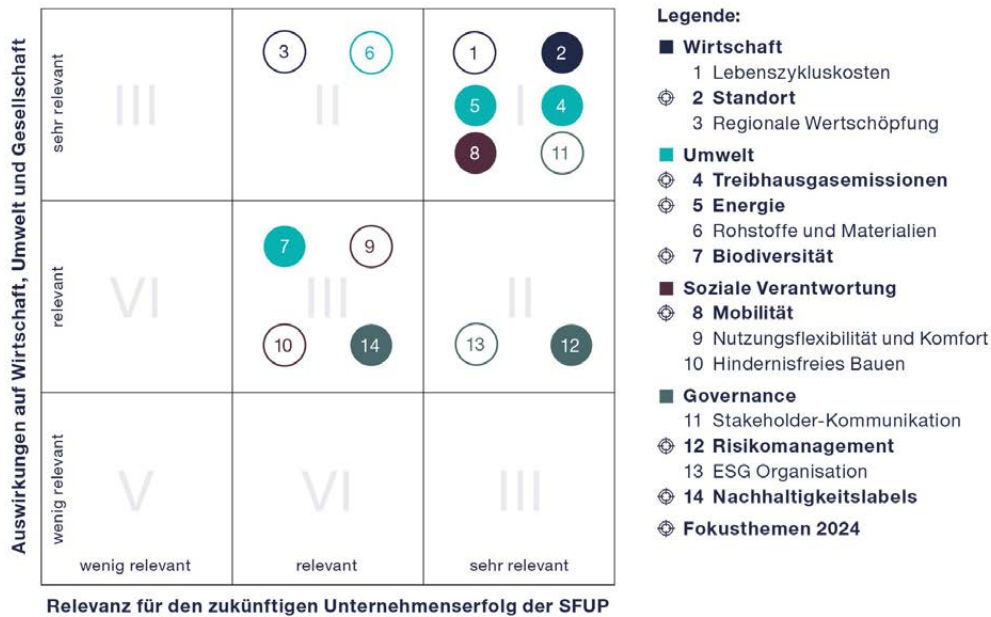 Auswirkungen auf Wirtschaft, Umwelt und Gesellschaft
sehr relevant
III
II
I
3
6
1
2
5
4
8
11
relevant
VI
III
II
7
9
10
14
13
12
wenig relevant
V
VI
III
wenig relevant
relevant
sehr relevant
Relevanz für den zukünftigen Unternehmenserfolg der SFUP
Legende:
Wirtschaft
1 Lebenszykluskosten
2 Standort
3 Regionale Wertschöpfung
Umwelt
4 Treibhausgasemissionen
5 Energie
6 Rohstoffe und Materialien
7 Biodiversität
Soziale Verantwortung
8 Mobilität
9 Nutzungsflexibilität und Komfort
10 Hindernisfreies Bauen
Governance
11 Stakeholder-Kommunikation
12 Risikomanagement
13 ESG Organisation
14 Nachhaltigkeitslabels
Fokusthemen 2024